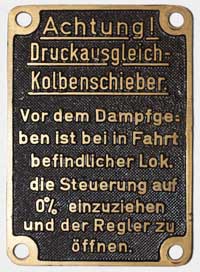 Achtung!
Druckausgleich-
Kolbenschieber.
Vor dem Dampfge-
ben ist bei in Fahrt
befindlicher Lok.
die Steuerung auf
0% einzuziehen
und der Regler zu
öffnen.